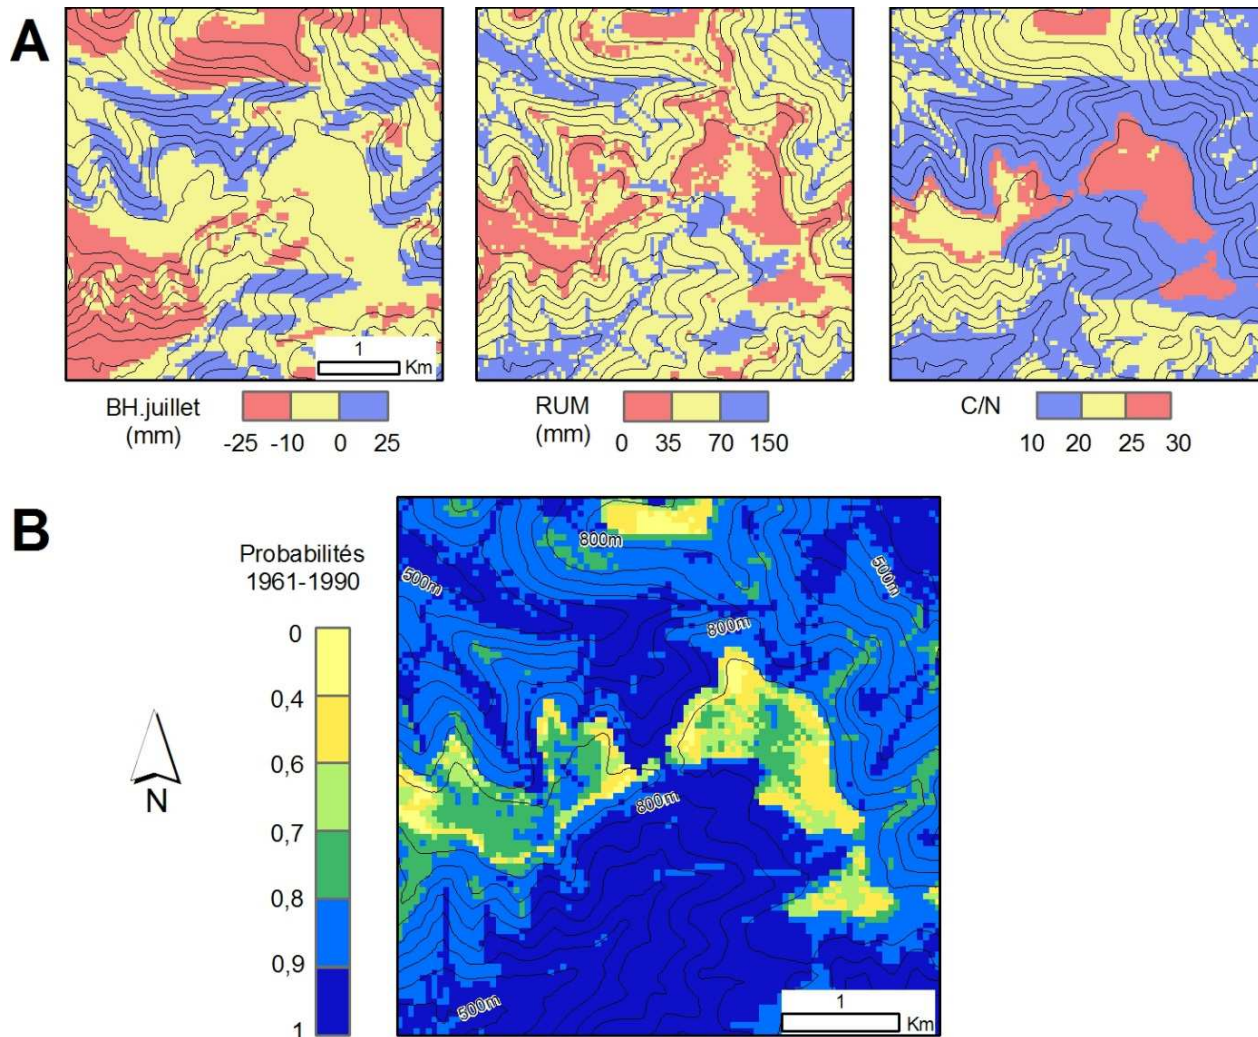 A
1
Km
BH.juillet
(mm)
-25 -10 0 25
RUM
(mm)
0 35 70 150
C/N
10 20 25 30
B
Probabilités
1961-1990
0
0,4
0,6
0,7
0,8
0,9
1
N
800m
500m
500m
800m
800m
500m
1
Km